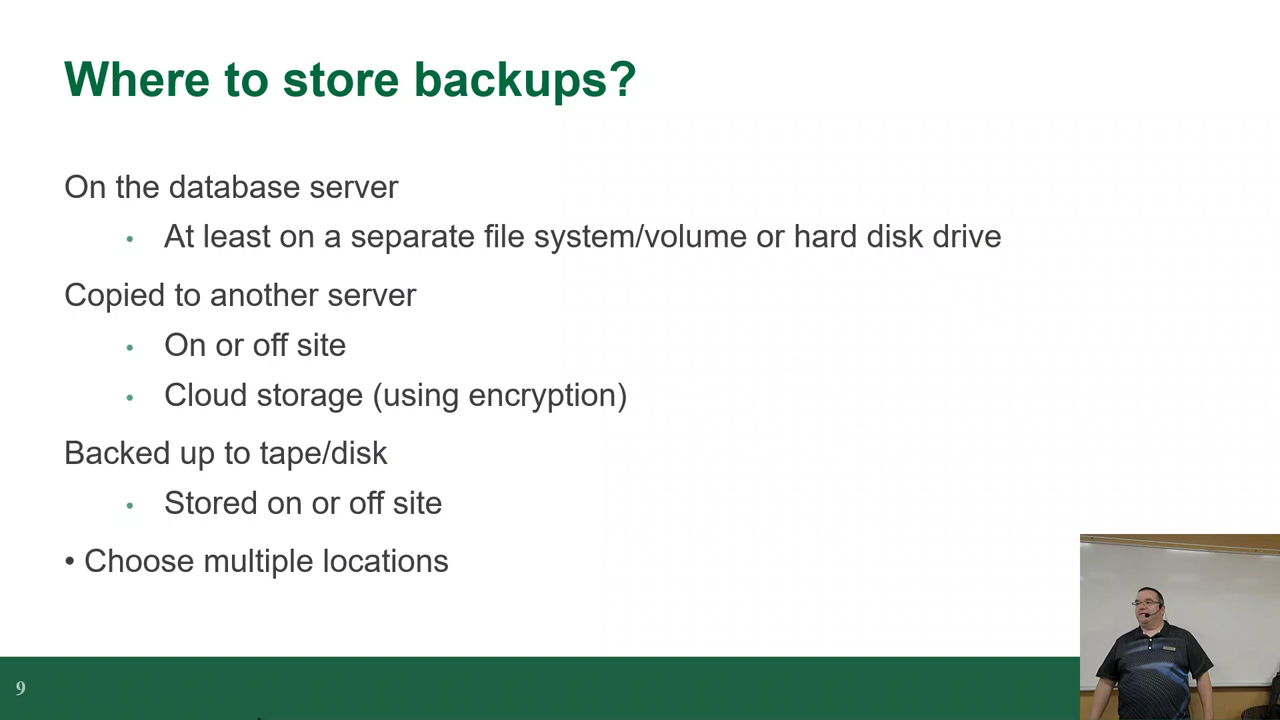 Where to store backups?
On the database server
• At least on a separate file system/volume or hard disk drive
Copied to another server
• On or off site
• Cloud storage (using encryption)
Backed up to tape/disk
• Stored on or off site
• Choose multiple locations
9